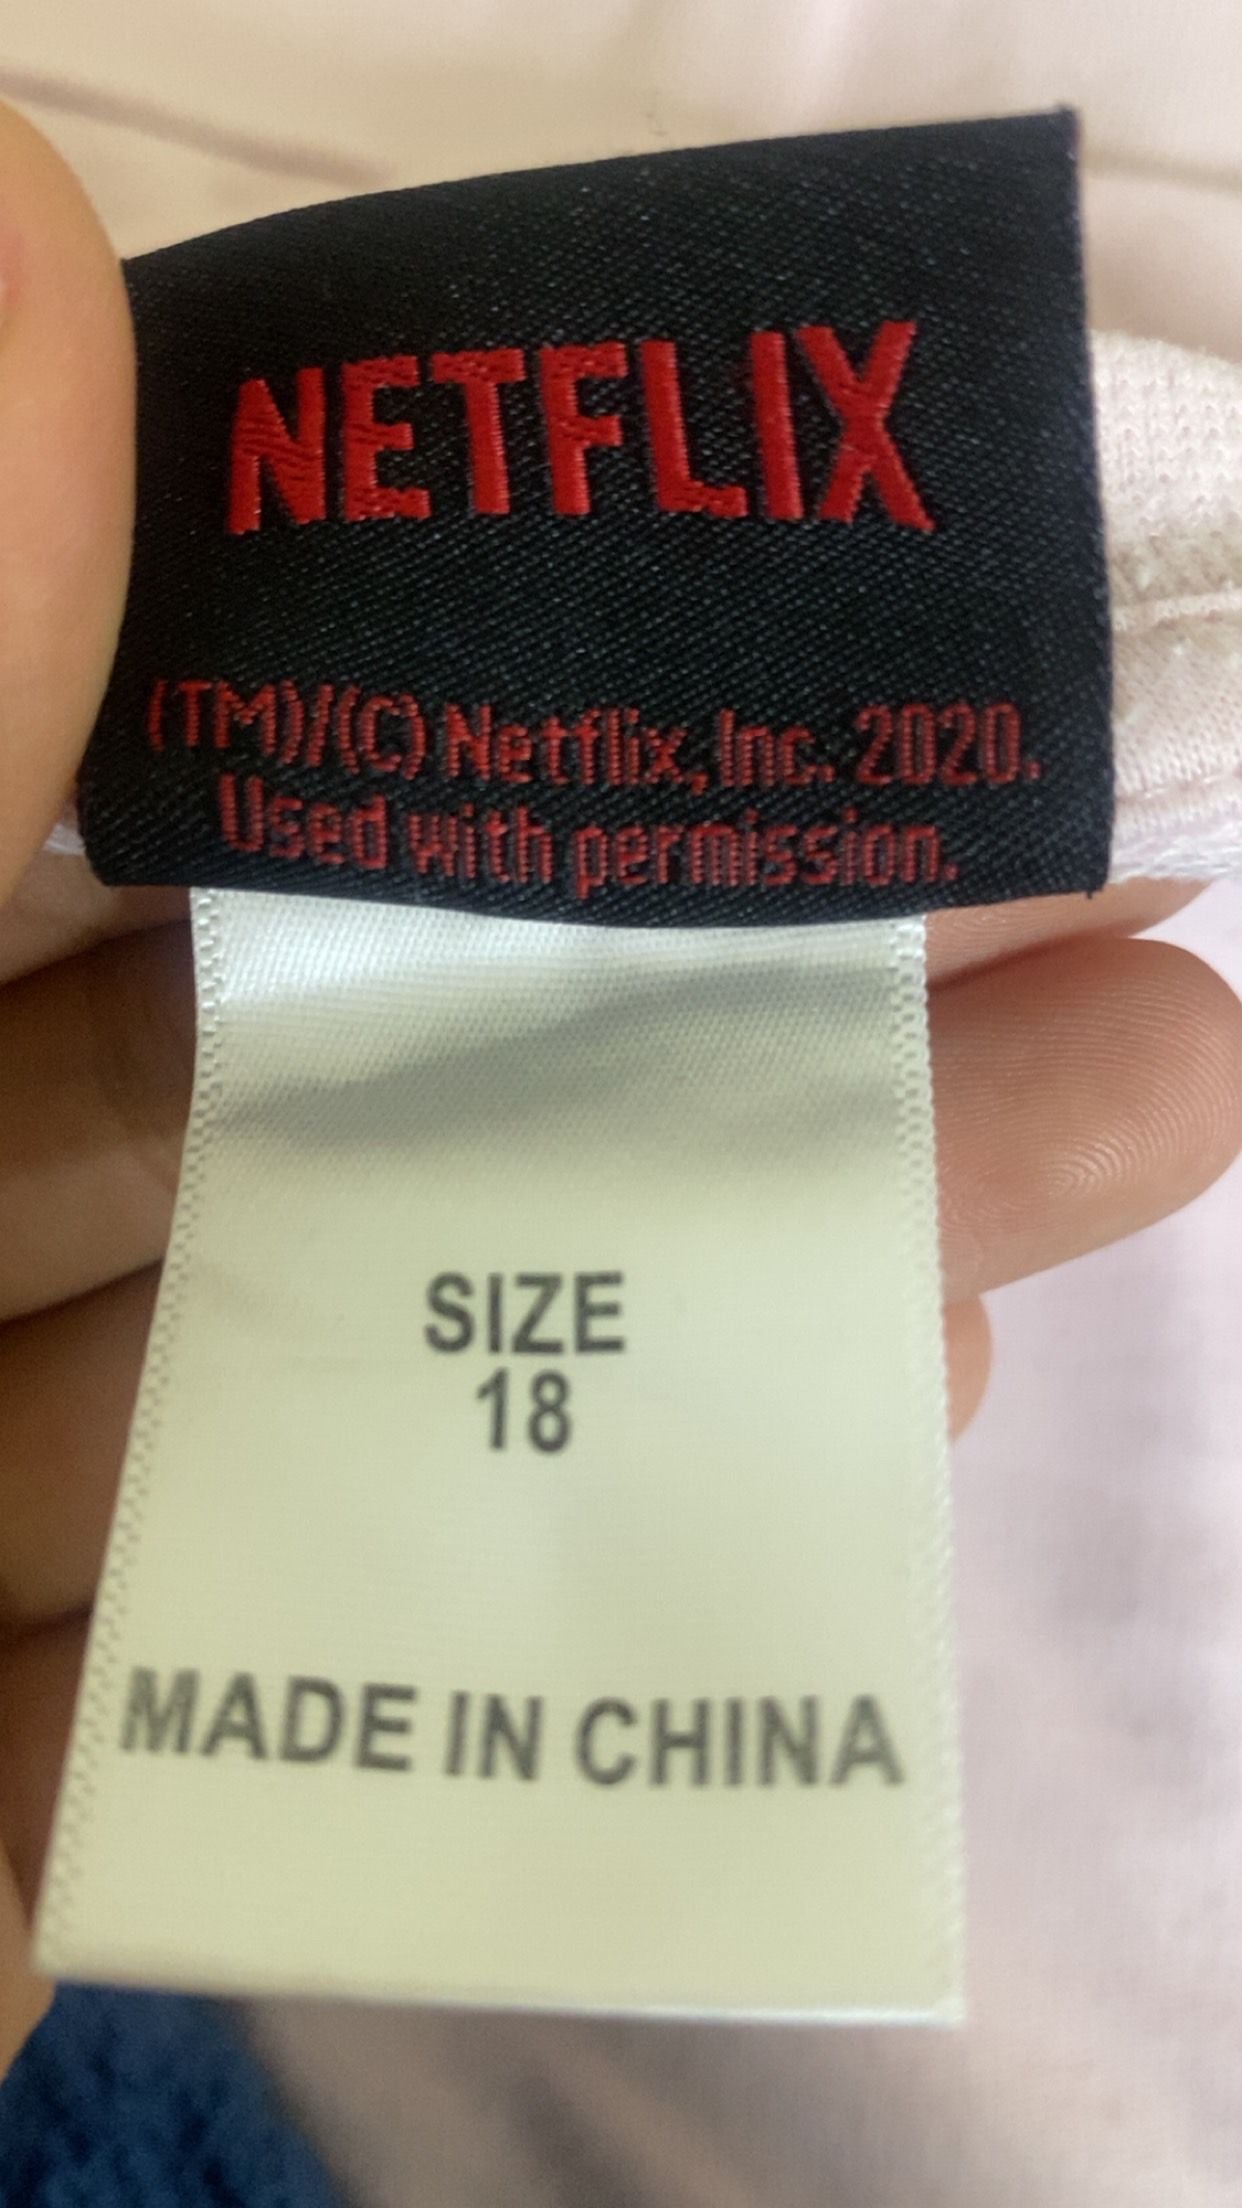 NETFLIX
(TM)/(C) Netflix, Inc. 2020.
Used with permission.
SIZE
18
MADE IN CHINA